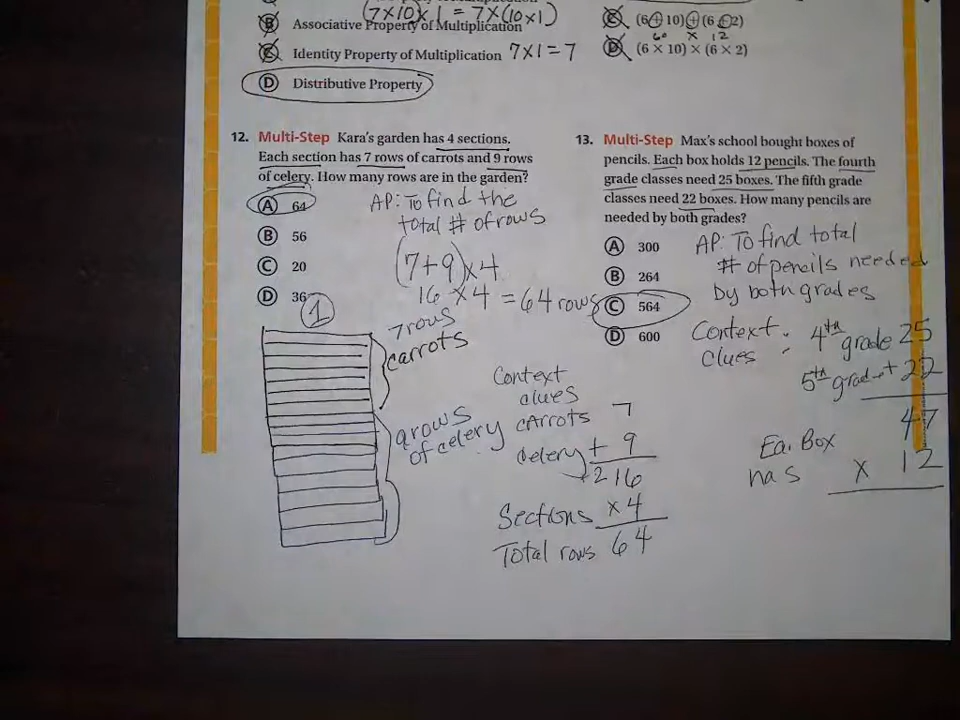 (7×10)×1 = 7×(10×1)
B Associative Property of Multiplication
C Identity Property of Multiplication 7×1=7
D Distributive Property
C (6+10)+(6+2)
60 × 12
D (6 × 10) × (6 × 2)
12. Multi-Step Kara's garden has 4 sections.
Each section has 7 rows of carrots and 9 rows
of celery. How many rows are in the garden?
A 64
B 56
C 20
D 36
AP: To find the
total # of rows
(7+9)×4
16 ×4 = 64 rows
1
7 rows
carrots
9 rows
of celery
Context
clues
cArrots 7
celery + 9
16
Sections ×4
Total rows 64
13. Multi-Step Max's school bought boxes of
pencils. Each box holds 12 pencils. The fourth
grade classes need 25 boxes. The fifth grade
classes need 22 boxes. How many pencils are
needed by both grades?
A 300
B 264
C 564
D 600
AP: To find total
# of pencils needed
by both grades
Context :
clues
4th grade 25
5th grade + 22
47
Ea. Box
has × 12